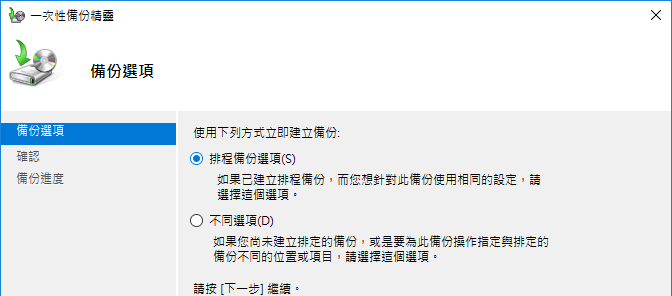 一次性備份精靈
備份選項
備份選項
確認
備份進度
使用下列方式立即建立備份:
排程備份選項(S)
如果已建立排程備份，而您想針對此備份使用相同的設定，請
選擇這個選項。
不同選項(D)
如果您尚未建立排定的備份，或是要為此備份操作指定與排定的
備份不同的位置或項目，請選擇這個選項。
請按 [下一步] 繼續。